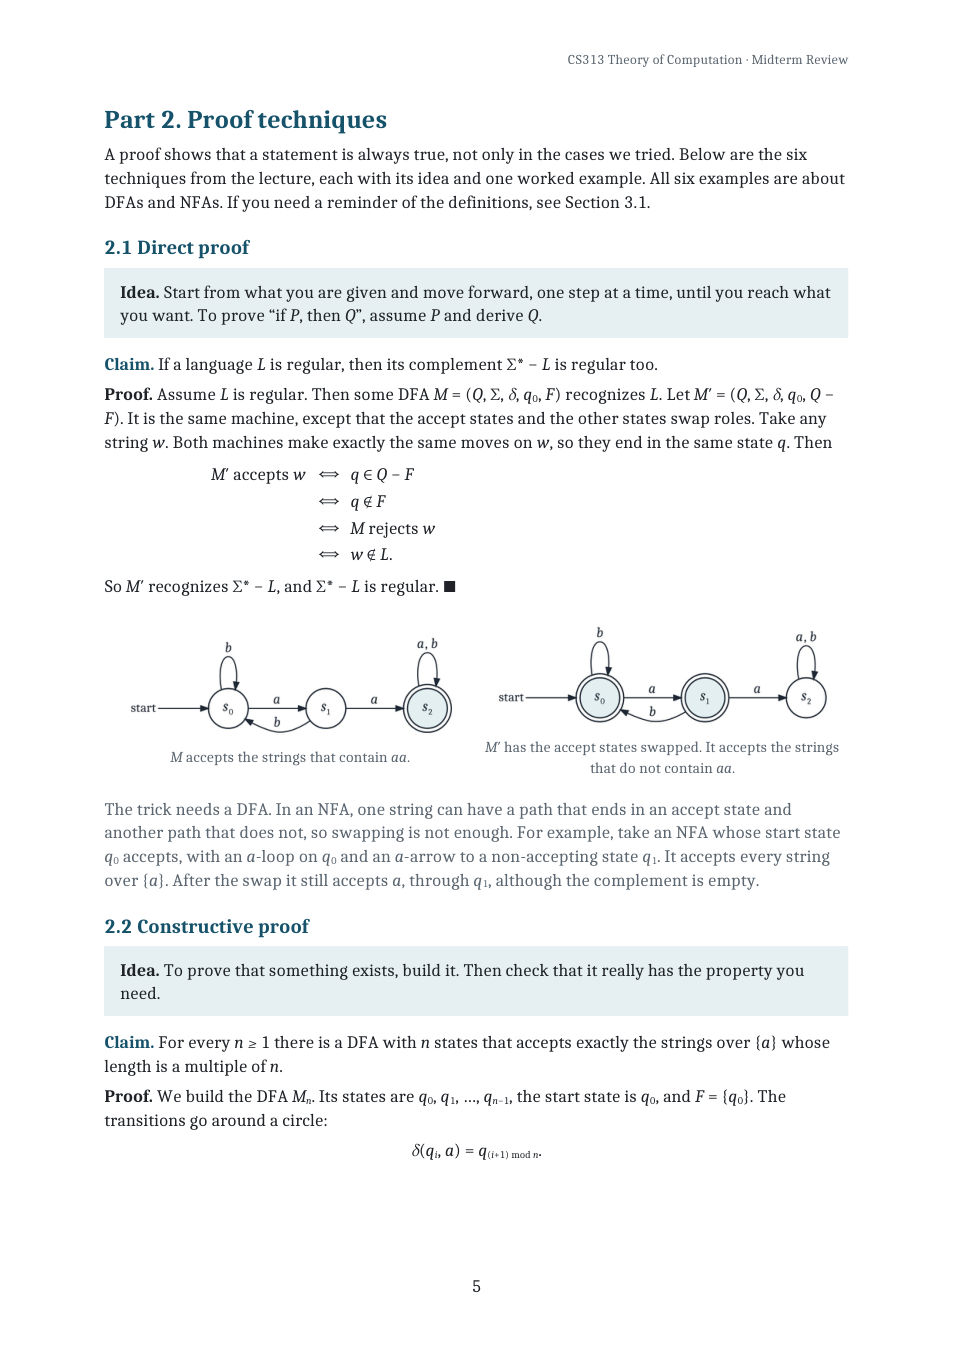 CS313 Theory of Computation · Midterm Review
Part 2. Proof techniques
A proof shows that a statement is always true, not only in the cases we tried. Below are the six
techniques from the lecture, each with its idea and one worked example. All six examples are about
DFAs and NFAs. If you need a reminder of the definitions, see Section 3.1.
2.1 Direct proof
Idea. Start from what you are given and move forward, one step at a time, until you reach what
you want. To prove “if P, then Q”, assume P and derive Q.
Claim. If a language L is regular, then its complement Σ* − L is regular too.
Proof. Assume L is regular. Then some DFA M = (Q, Σ, δ, q₀, F) recognizes L. Let M′ = (Q, Σ, δ, q₀, Q −
F). It is the same machine, except that the accept states and the other states swap roles. Take any
string w. Both machines make exactly the same moves on w, so they end in the same state q. Then
M′ accepts w ⟺ q ∈ Q − F
⟺ q ∉ F
⟺ M rejects w
⟺ w ∉ L.
So M′ recognizes Σ* − L, and Σ* − L is regular. ■
b
a, b
start
s₀
a
b
s₁
a
s₂
M accepts the strings that contain aa.
b
a, b
start
s₀
a
b
s₁
a
s₂
M′ has the accept states swapped. It accepts the strings
that do not contain aa.
The trick needs a DFA. In an NFA, one string can have a path that ends in an accept state and
another path that does not, so swapping is not enough. For example, take an NFA whose start state
q₀ accepts, with an a-loop on q₀ and an a-arrow to a non-accepting state q₁. It accepts every string
over {a}. After the swap it still accepts a, through q₁, although the complement is empty.
2.2 Constructive proof
Idea. To prove that something exists, build it. Then check that it really has the property you
need.
Claim. For every n ≥ 1 there is a DFA with n states that accepts exactly the strings over {a} whose
length is a multiple of n.
Proof. We build the DFA Mₙ. Its states are q₀, q₁, …, qₙ₋₁, the start state is q₀, and F = {q₀}. The
transitions go around a circle:
δ(qᵢ, a) = q₍ᵢ₊₁₎ mod n.
5